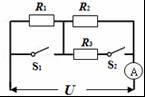 R₁ R₂
R₃
S₁ S₂
A
U